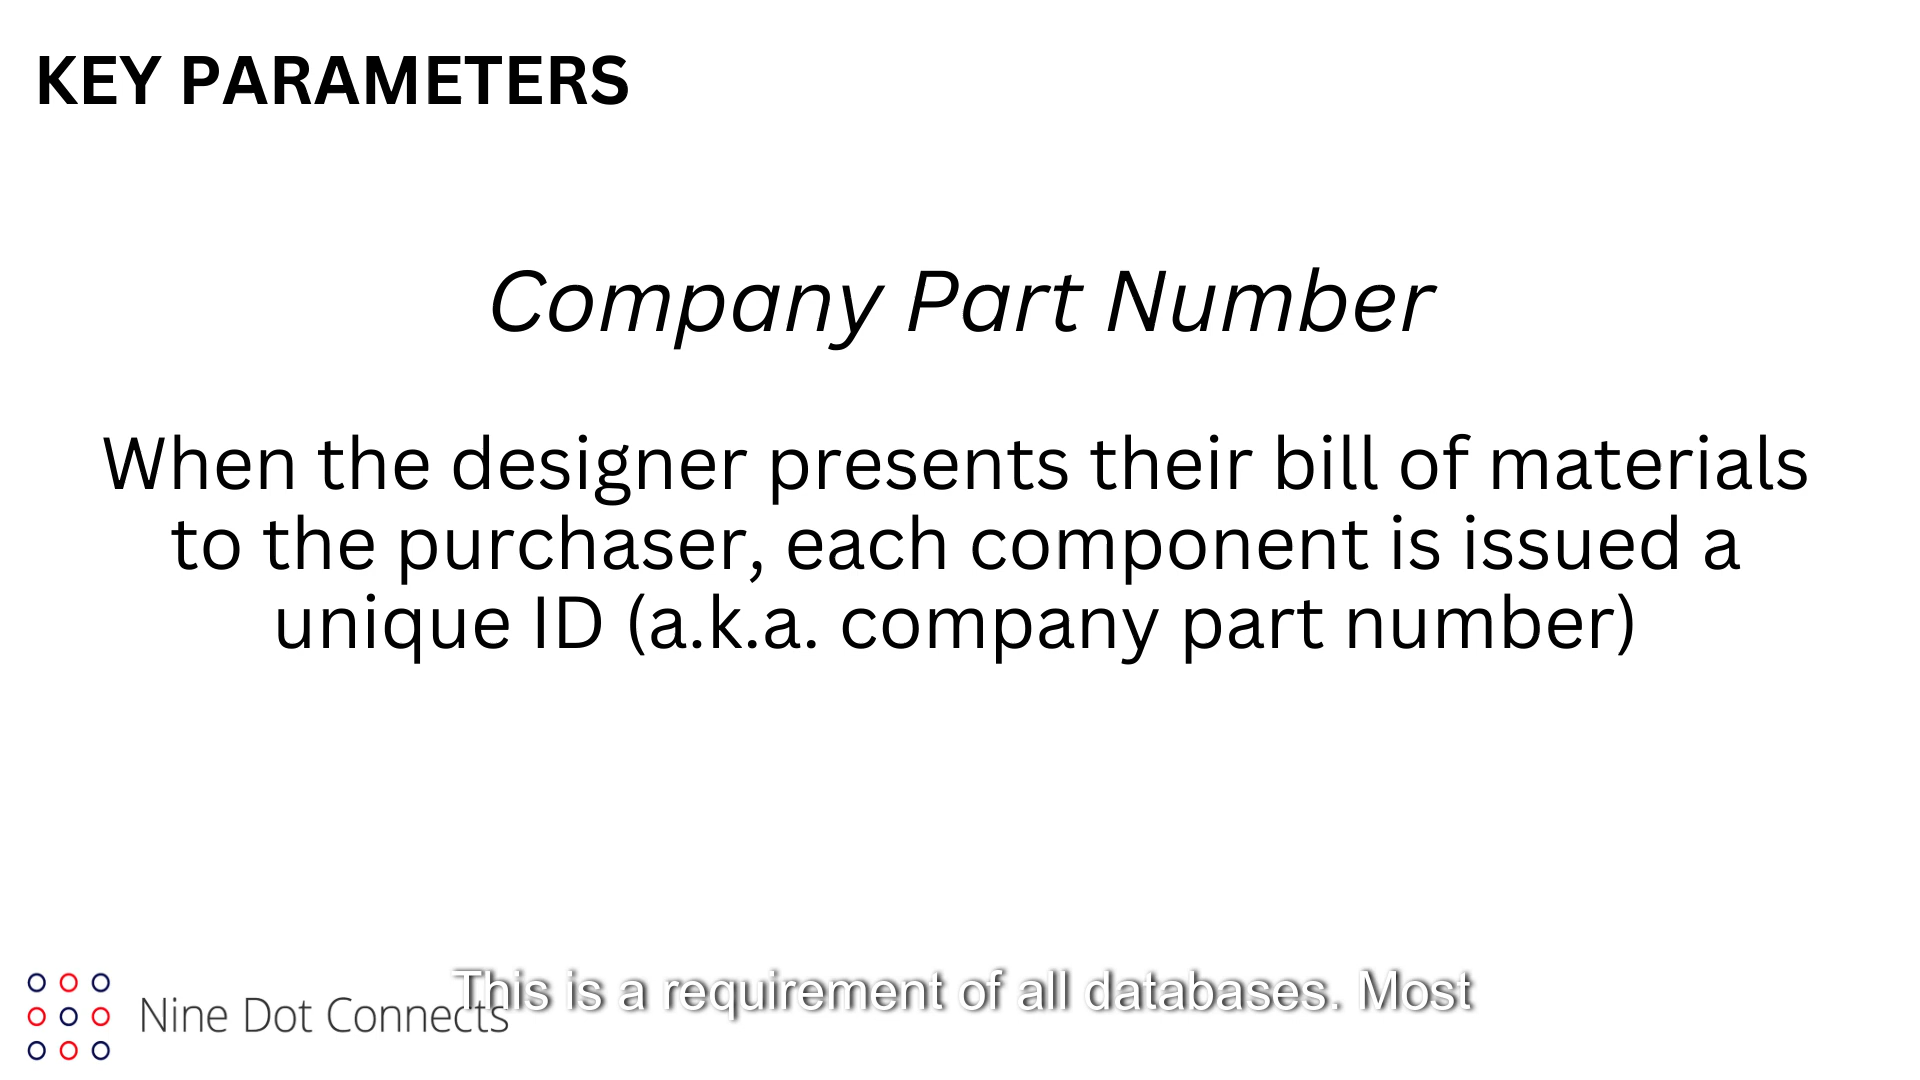 KEY PARAMETERS
Company Part Number
When the designer presents their bill of materials
to the purchaser, each component is issued a
unique ID (a.k.a. company part number)
Nine Dot Connects
This is a requirement of all databases. Most